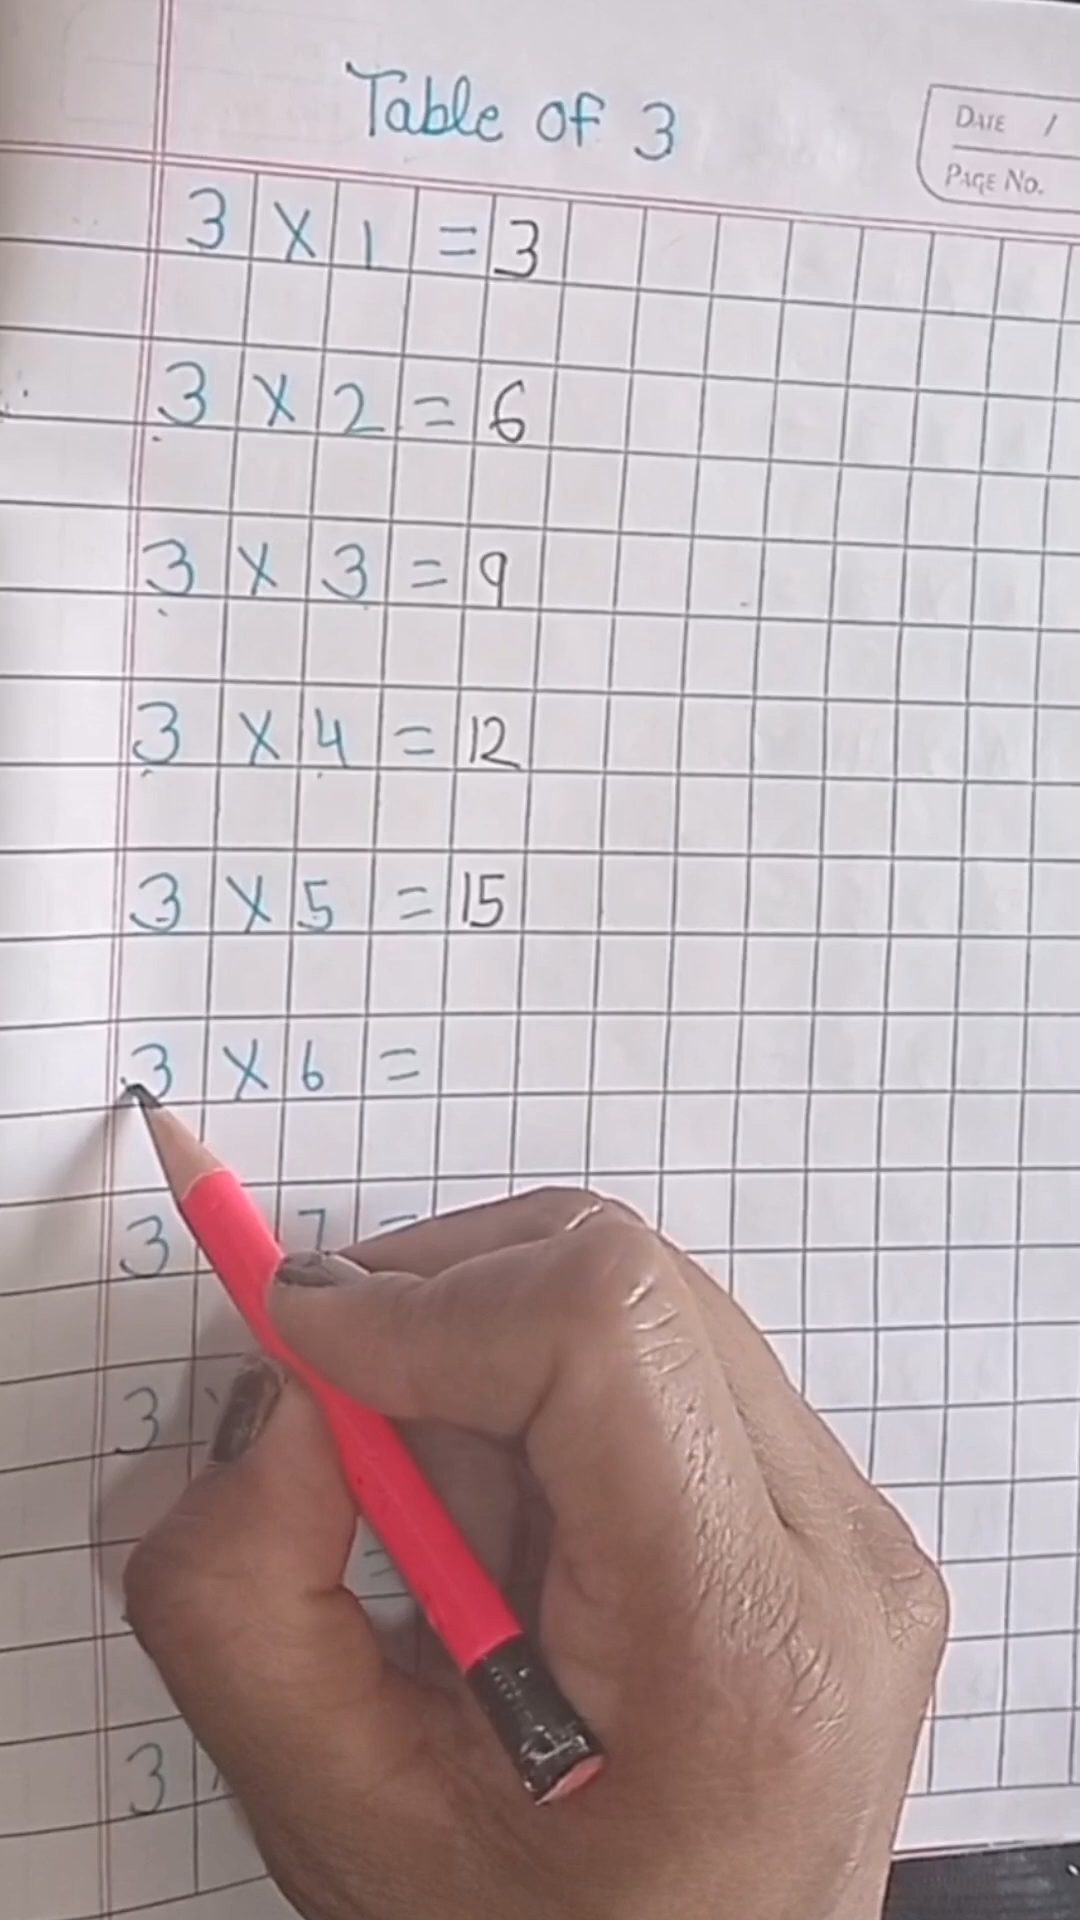 Table of 3
DATE /
PAGE NO.
3 X 1 = 3
3 X 2 = 6
3 X 3 = 9
3 X 4 = 12
3 X 5 = 15
3 X 6 =
3 7 =
3
=
3